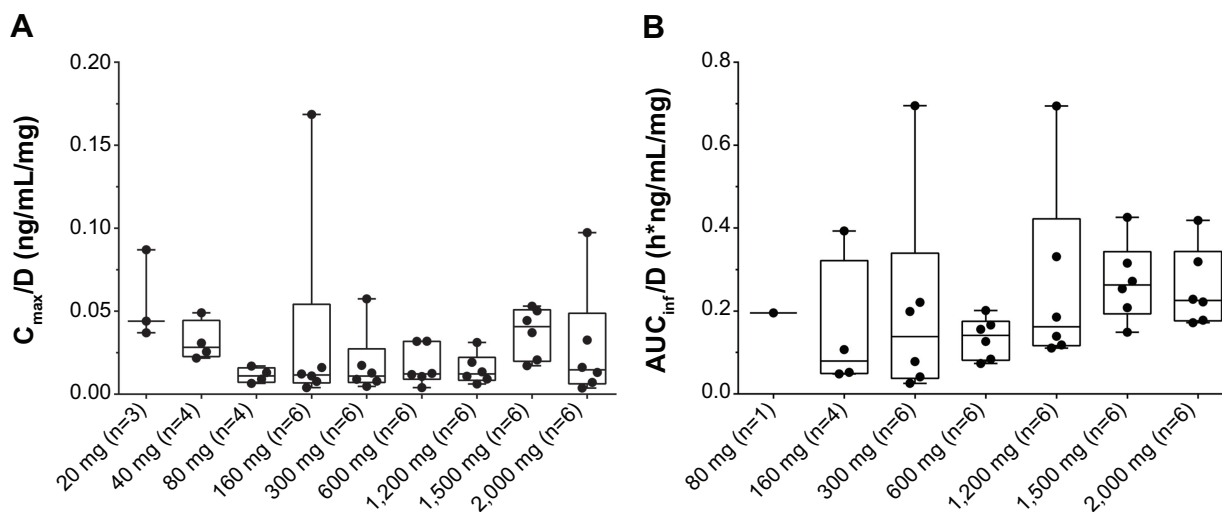 A
B
C_max/D (ng/mL/mg)
0.20
0.15
0.10
0.05
0.00
20 mg (n=3)
40 mg (n=4)
80 mg (n=4)
160 mg (n=6)
300 mg (n=6)
600 mg (n=6)
1,200 mg (n=6)
1,500 mg (n=6)
2,000 mg (n=6)
AUC_inf/D (h*ng/mL/mg)
0.8
0.6
0.4
0.2
0.0
80 mg (n=1)
160 mg (n=4)
300 mg (n=6)
600 mg (n=6)
1,200 mg (n=6)
1,500 mg (n=6)
2,000 mg (n=6)